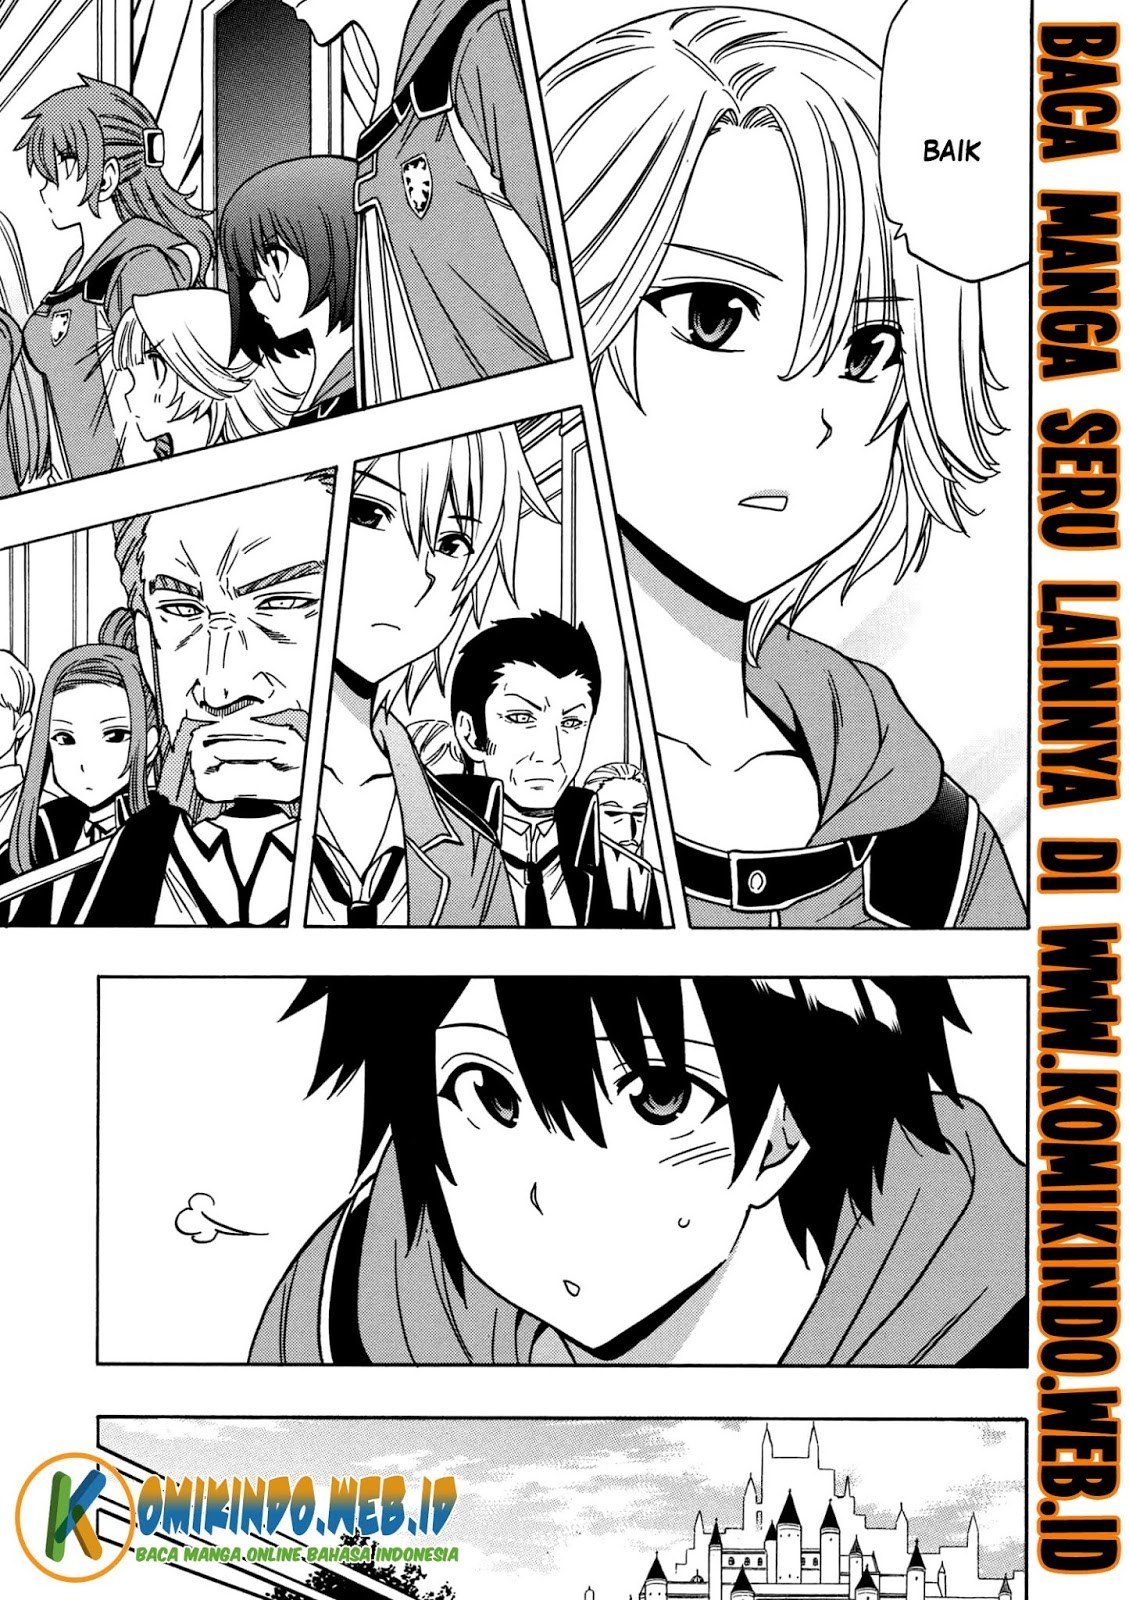 BAIK
BACA MANGA SERU LAINNYA DI WWW.KOMIKINDO.WEB.ID
KOMIKINDO.WEB.ID
BACA MANGA ONLINE BAHASA INDONESIA